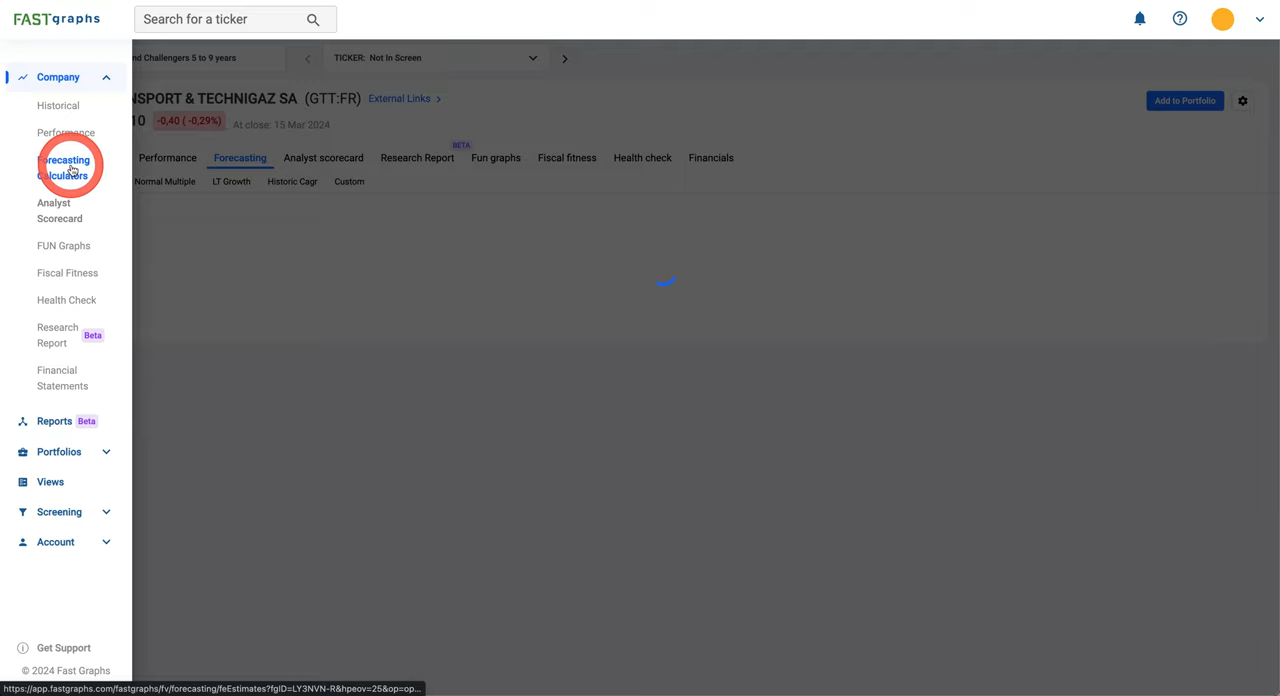 FAST graphs
Search for a ticker
Company
Historical
Performance
Forecasting
Calculators
Analyst
Scorecard
FUN Graphs
Fiscal Fitness
Health Check
Research
Report
Beta
Financial
Statements
Reports Beta
Portfolios
Views
Screening
Account
Get Support
© 2024 Fast Graphs
nd Challengers 5 to 9 years
TICKER: Not In Screen
NSPORT & TECHNIGAZ SA (GTT:FR) External Links
Add to Portfolio
10 -0,40 ( -0,29%) At close: 15 Mar 2024
BETA
Performance Forecasting Analyst scorecard Research Report Fun graphs Fiscal fitness Health check Financials
Normal Multiple LT Growth Historic Cagr Custom
https://app.fastgraphs.com/fastgraphs/fv/forecasting/feEstimates?fgID=LY3NVN-R&hpeov=25&op=op...